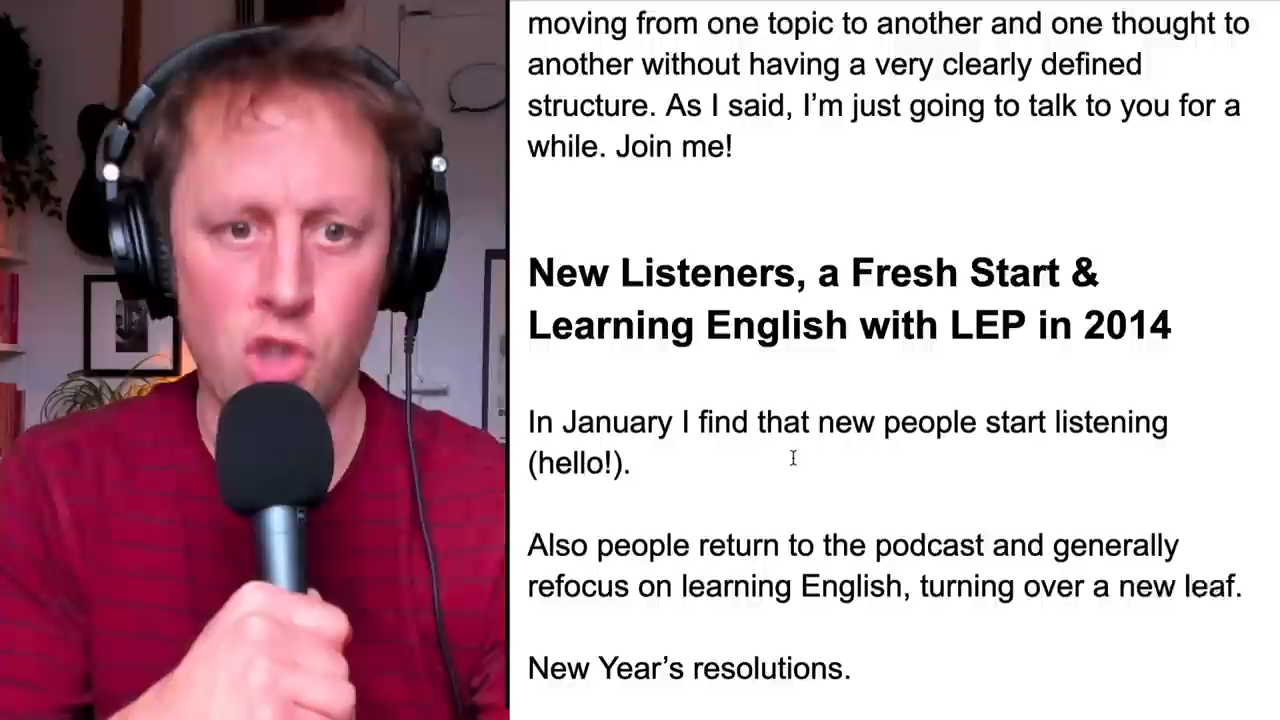 moving from one topic to another and one thought to
another without having a very clearly defined
structure. As I said, I’m just going to talk to you for a
while. Join me!
New Listeners, a Fresh Start &
Learning English with LEP in 2014
In January I find that new people start listening
(hello!).
Also people return to the podcast and generally
refocus on learning English, turning over a new leaf.
New Year’s resolutions.